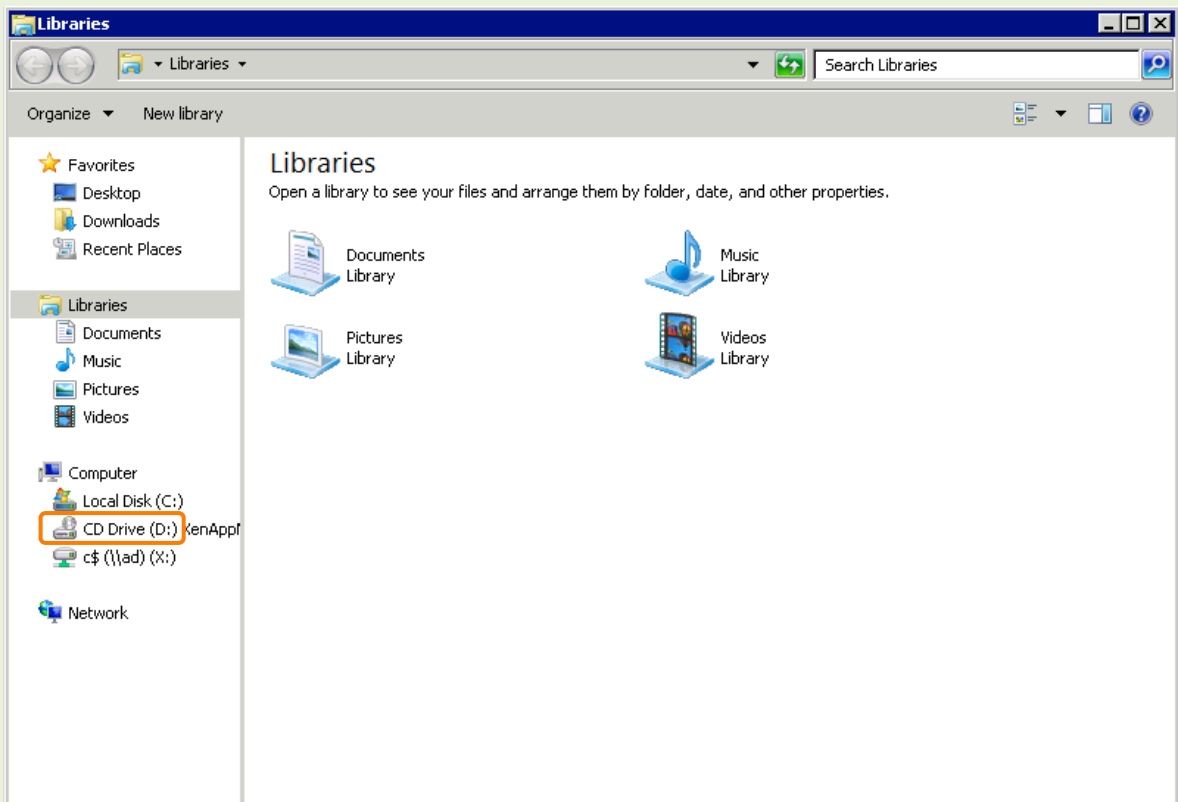 Libraries
Libraries
Search Libraries
Organize
New library
Favorites
Desktop
Downloads
Recent Places
Libraries
Documents
Music
Pictures
Videos
Computer
Local Disk (C:)
CD Drive (D:)
c$ (\\ad) (X:)
Network
Libraries
Open a library to see your files and arrange them by folder, date, and other properties.
Documents
Library
Music
Library
Pictures
Library
Videos
Library